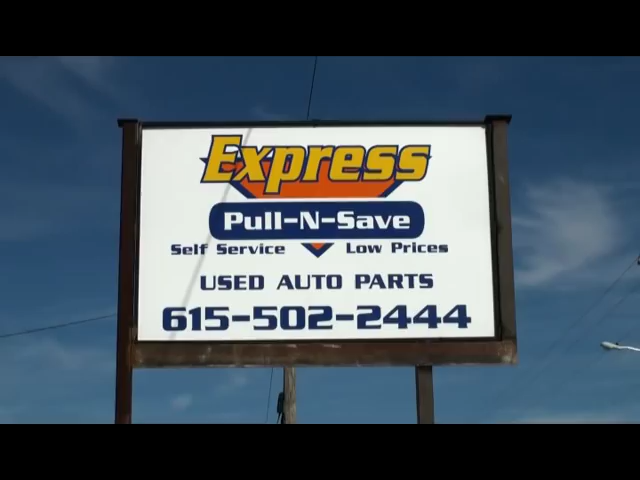 Express
Pull-N-Save
Self Service Low Prices
USED AUTO PARTS
615-502-2444